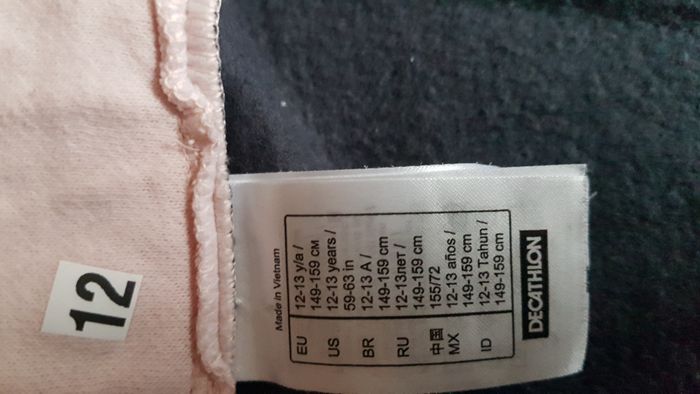 12
Made in Vietnam
EU 12-13 y/a /
149-159 см
US 12-13 years /
59-63 in
BR 12-13 A /
149-159 cm
RU 12-13лет /
149-159 cm
中国 155/72
MX 12-13 años /
149-159 cm
ID 12-13 Tahun /
149-159 cm
DECATHLON